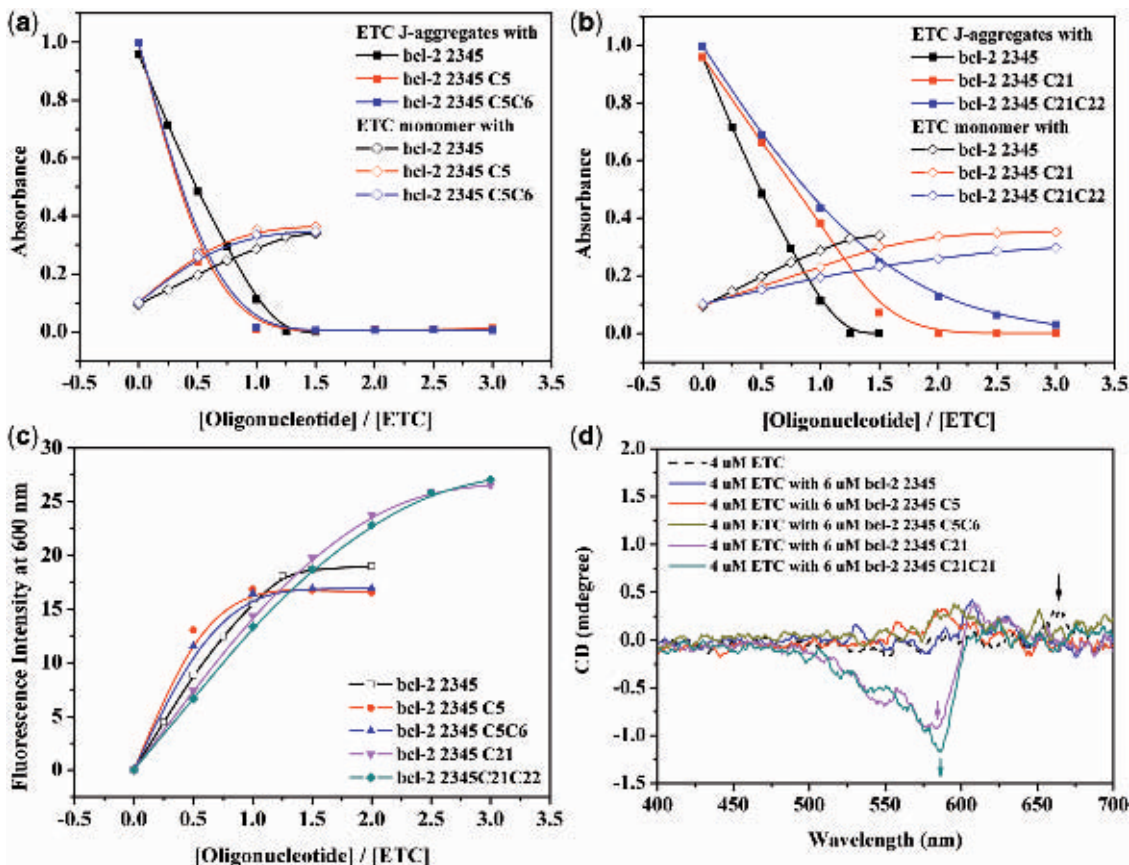 (a)
ETC J-aggregates with
bcl-2 2345
bcl-2 2345 C5
bcl-2 2345 C5C6
ETC monomer with
bcl-2 2345
bcl-2 2345 C5
bcl-2 2345 C5C6
Absorbance
1.0
0.8
0.6
0.4
0.2
0.0
-0.5 0.0 0.5 1.0 1.5 2.0 2.5 3.0 3.5
[Oligonucleotide] / [ETC]
(b)
ETC J-aggregates with
bcl-2 2345
bcl-2 2345 C21
bcl-2 2345 C21C22
ETC monomer with
bcl-2 2345
bcl-2 2345 C21
bcl-2 2345 C21C22
Absorbance
1.0
0.8
0.6
0.4
0.2
0.0
-0.5 0.0 0.5 1.0 1.5 2.0 2.5 3.0 3.5
[Oligonucleotide] / [ETC]
(c)
Fluorescence Intensity at 600 nm
30
25
20
15
10
5
0
bcl-2 2345
bcl-2 2345 C5
bcl-2 2345 C5C6
bcl-2 2345 C21
bcl-2 2345C21C22
-0.5 0.0 0.5 1.0 1.5 2.0 2.5 3.0 3.5
[Oligonucleotide] / [ETC]
(d)
4 uM ETC
4 uM ETC with 6 uM bcl-2 2345
4 uM ETC with 6 uM bcl-2 2345 C5
4 uM ETC with 6 uM bcl-2 2345 C5C6
4 uM ETC with 6 uM bcl-2 2345 C21
4 uM ETC with 6 uM bcl-2 2345 C21C21
CD (mdegree)
2.0
1.5
1.0
0.5
0.0
-0.5
-1.0
-1.5
400 450 500 550 600 650 700
Wavelength (nm)